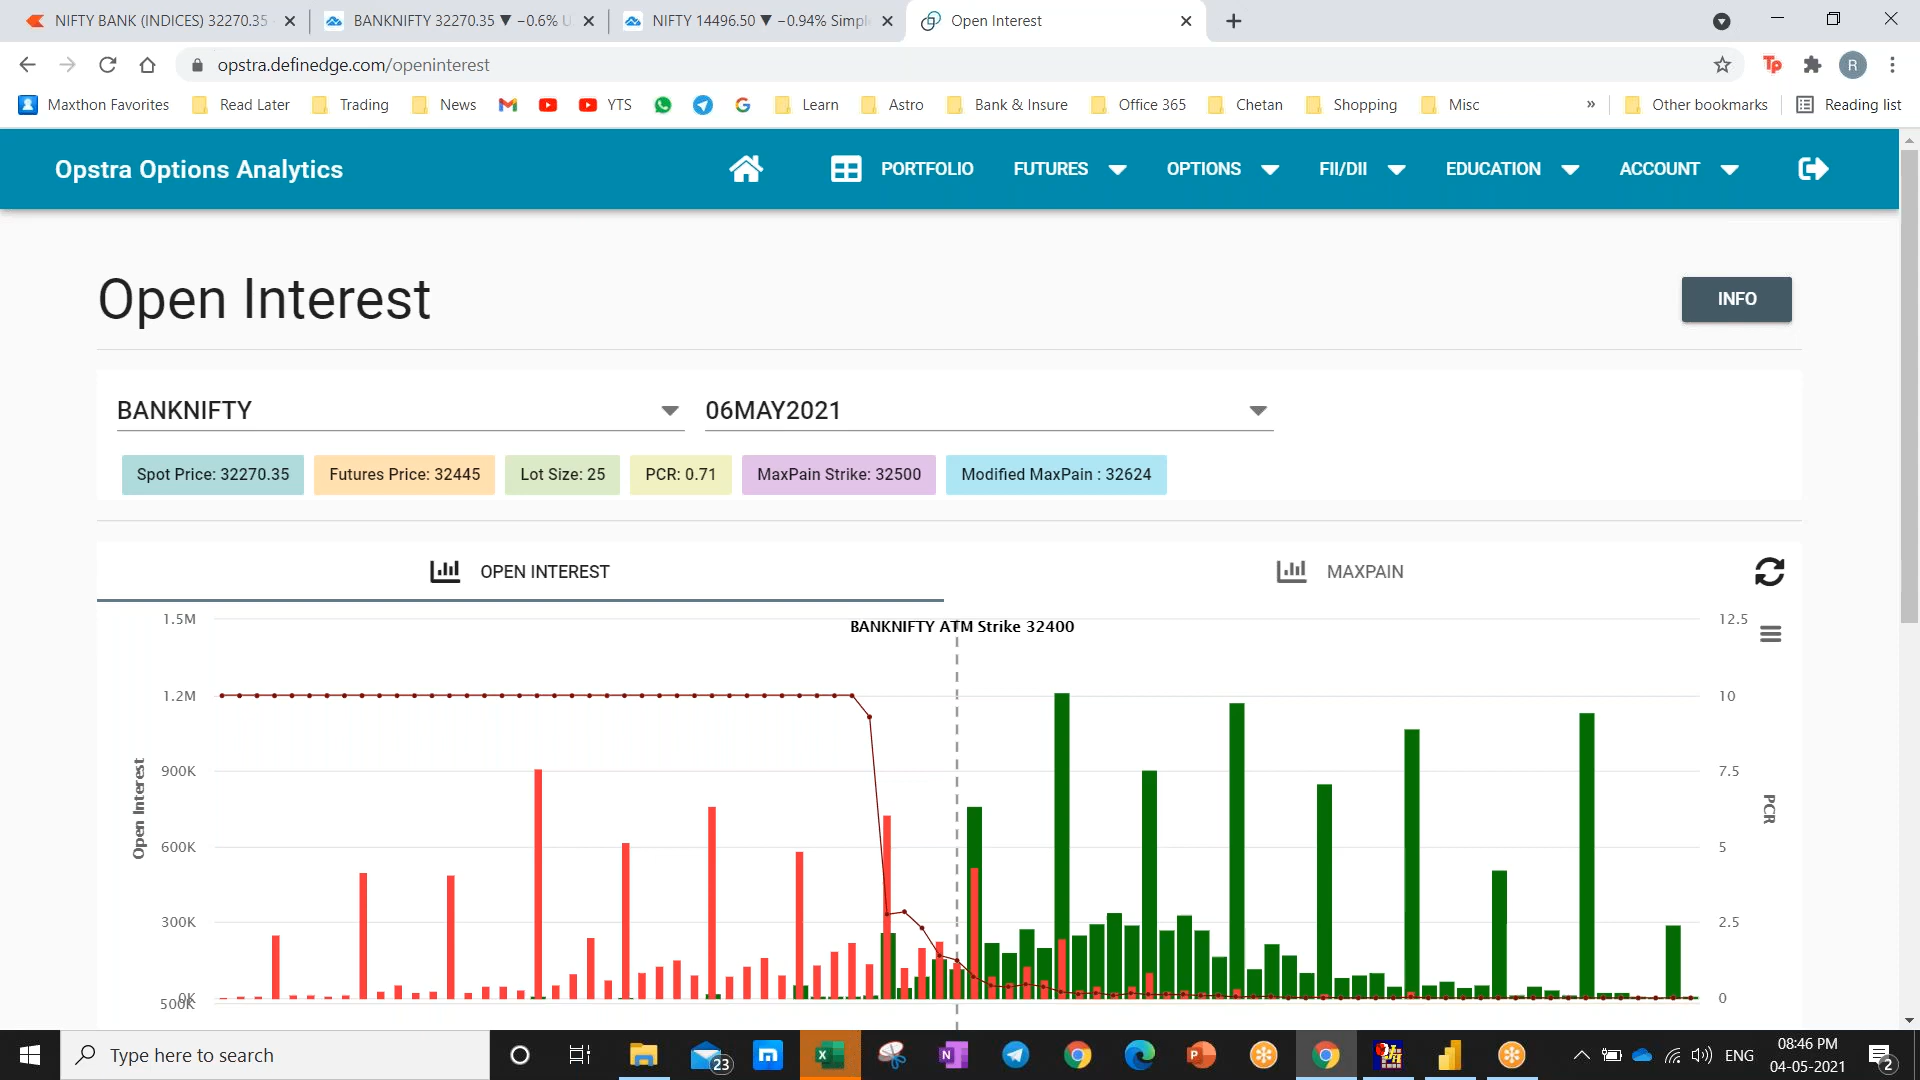 NIFTY BANK (INDICES) 32270.35
BANKNIFTY 32270.35 ▼ −0.6% U
NIFTY 14496.50 ▼ −0.94% Simpl
Open Interest
opstra.definedge.com/openinterest
Tp
R
Maxthon Favorites
Read Later
Trading
News
YTS
Learn
Astro
Bank & Insure
Office 365
Chetan
Shopping
Misc
»
Other bookmarks
Reading list
Opstra Options Analytics
PORTFOLIO
FUTURES
OPTIONS
FII/DII
EDUCATION
ACCOUNT
Open Interest
INFO
BANKNIFTY
06MAY2021
Spot Price: 32270.35
Futures Price: 32445
Lot Size: 25
PCR: 0.71
MaxPain Strike: 32500
Modified MaxPain : 32624
OPEN INTEREST
MAXPAIN
BANKNIFTY ATM Strike 32400
1.5M
1.2M
900K
600K
300K
0K
500K
Open Interest
12.5
10
7.5
5
2.5
0
PCR
Type here to search
23
ENG
08:46 PM
04-05-2021
2